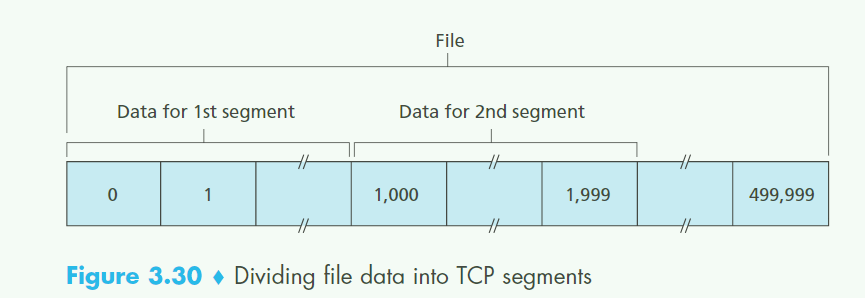 File
Data for 1st segment Data for 2nd segment
0 1 1,000 1,999 499,999
Figure 3.30 ♦ Dividing file data into TCP segments